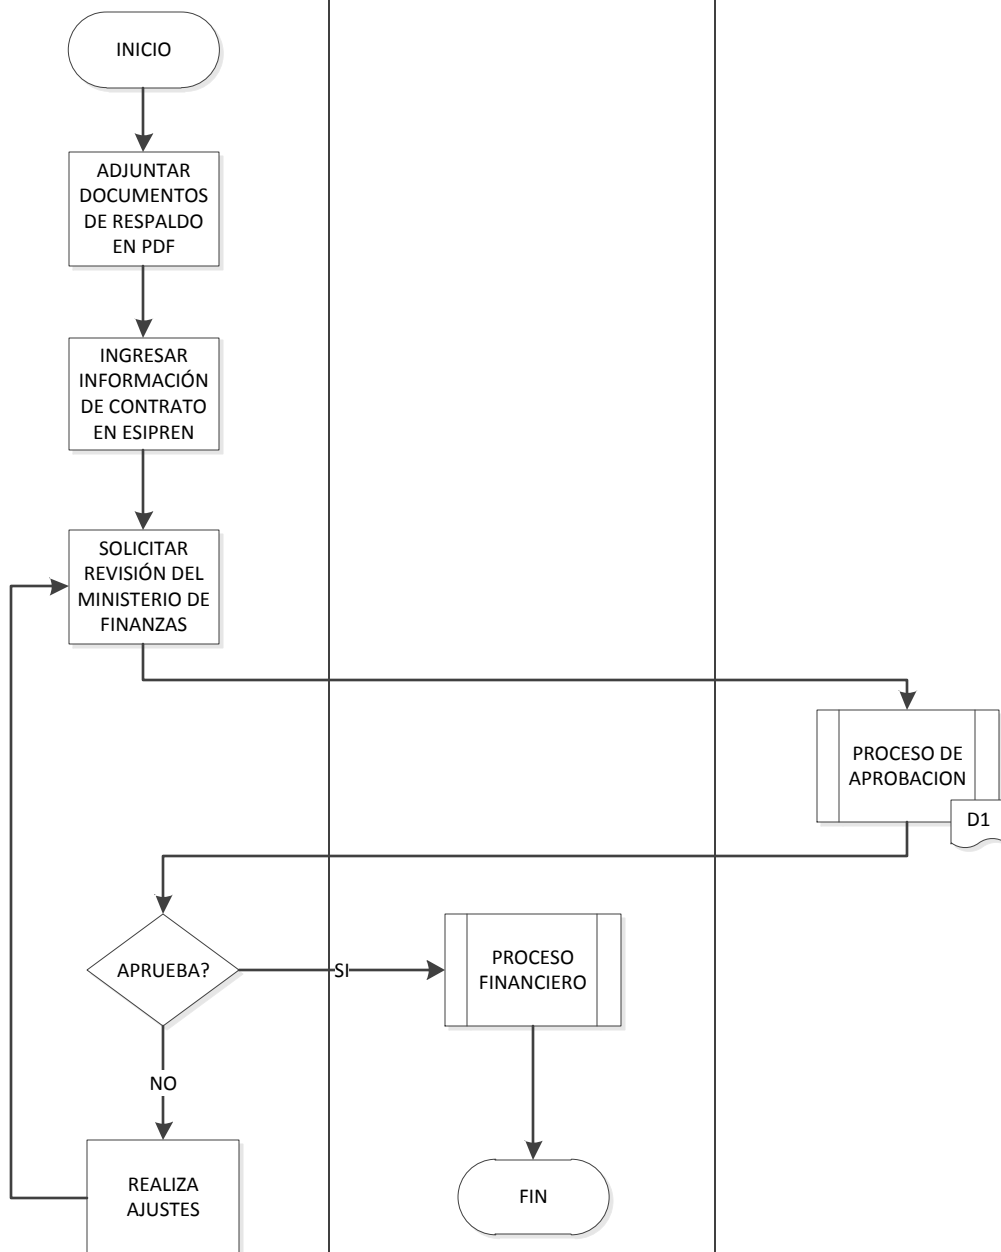 INICIO
ADJUNTAR
DOCUMENTOS
DE RESPALDO
EN PDF
INGRESAR
INFORMACIÓN
DE CONTRATO
EN ESIPREN
SOLICITAR
REVISIÓN DEL
MINISTERIO DE
FINANZAS
PROCESO DE
APROBACION
D1
APRUEBA?
SI
PROCESO
FINANCIERO
NO
REALIZA
AJUSTES
FIN